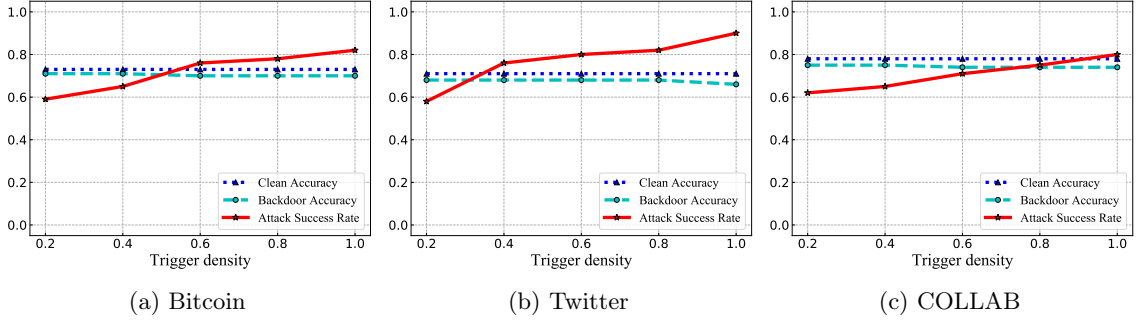 1.0
0.8
0.6
0.4
0.2
0.0
Clean Accuracy
Backdoor Accuracy
Attack Success Rate
0.2 0.4 0.6 0.8 1.0
Trigger density
(a) Bitcoin
1.0
0.8
0.6
0.4
0.2
0.0
Clean Accuracy
Backdoor Accuracy
Attack Success Rate
0.2 0.4 0.6 0.8 1.0
Trigger density
(b) Twitter
1.0
0.8
0.6
0.4
0.2
0.0
Clean Accuracy
Backdoor Accuracy
Attack Success Rate
0.2 0.4 0.6 0.8 1.0
Trigger density
(c) COLLAB